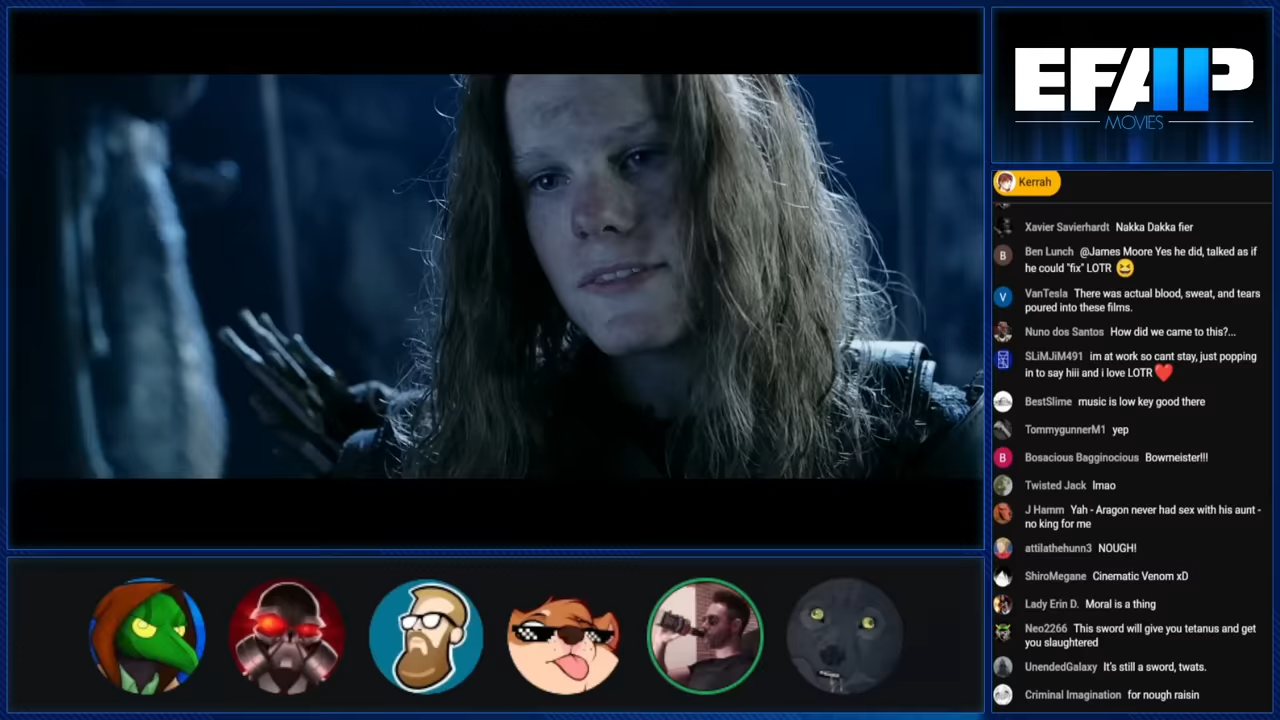 EFAP
MOVIES
Kerrah
Xavier Savierhardt Nakka Dakka fier
B
Ben Lunch @James Moore Yes he did, talked as if
he could "fix" LOTR 😆
V
VanTesla There was actual blood, sweat, and tears
poured into these films.
Nuno dos Santos How did we came to this?...
SLiMJiM491 im at work so cant stay, just popping
in to say hiii and i love LOTR❤️
BestSlime music is low key good there
TommygunnerM1 yep
B
Bosacious Bagginocious Bowmeister!!!
Twisted Jack lmao
J Hamm Yah - Aragon never had sex with his aunt -
no king for me
attilathehunn3 NOUGH!
ShiroMegane Cinematic Venom xD
Lady Erin D. Moral is a thing
Neo2266 This sword will give you tetanus and get
you slaughtered
UnendedGalaxy It's still a sword, twats.
Criminal Imagination for nough raisin